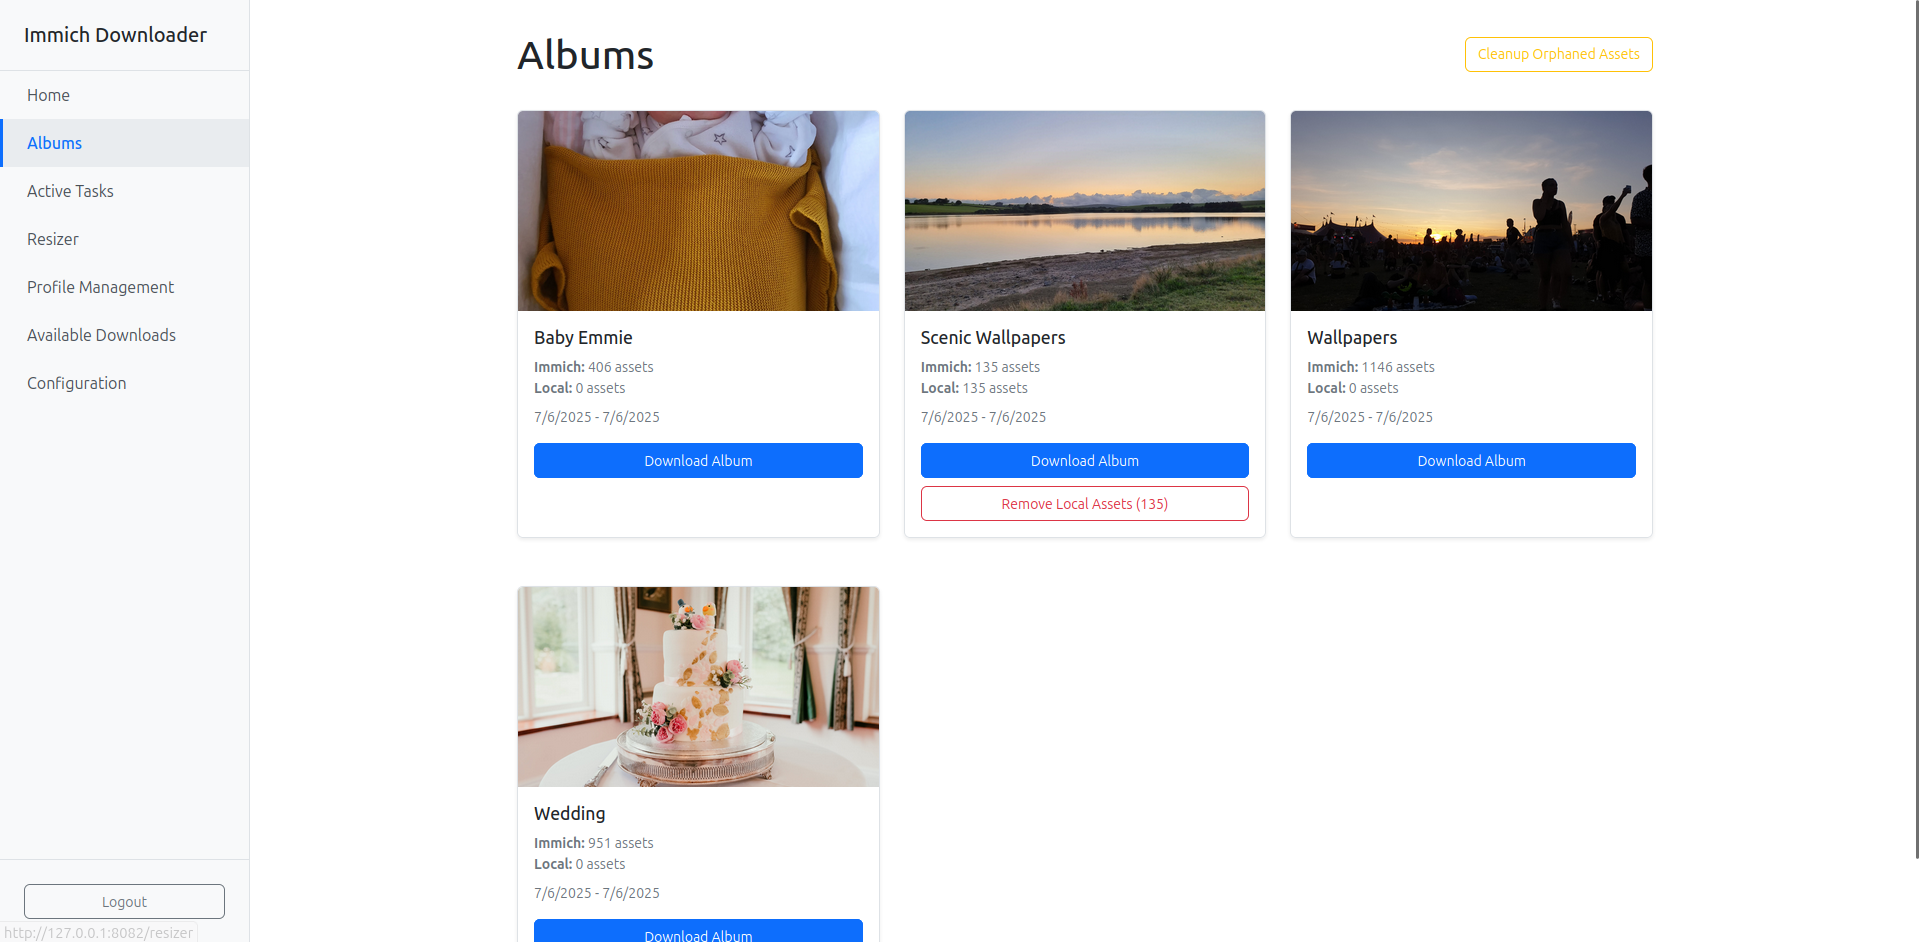 Immich Downloader
Home
Albums
Active Tasks
Resizer
Profile Management
Available Downloads
Configuration
Logout
http://127.0.0.1:8082/resizer
Albums
Cleanup Orphaned Assets
Baby Emmie
Immich: 406 assets
Local: 0 assets
7/6/2025 - 7/6/2025
Download Album
Scenic Wallpapers
Immich: 135 assets
Local: 135 assets
7/6/2025 - 7/6/2025
Download Album
Remove Local Assets (135)
Wallpapers
Immich: 1146 assets
Local: 0 assets
7/6/2025 - 7/6/2025
Download Album
Wedding
Immich: 951 assets
Local: 0 assets
7/6/2025 - 7/6/2025
Download Album